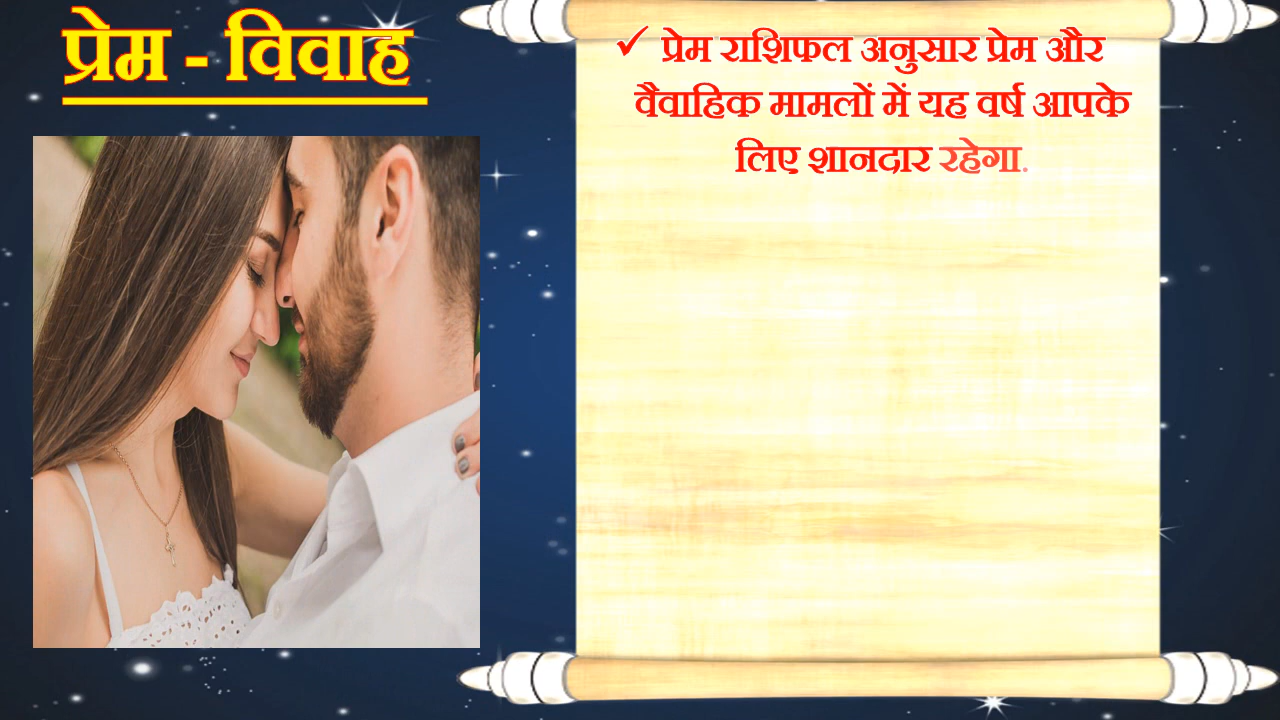 प्रेम - विवाह
✓ प्रेम राशिफल अनुसार प्रेम और
वैवाहिक मामलों में यह वर्ष आपके
लिए शानदार रहेगा.